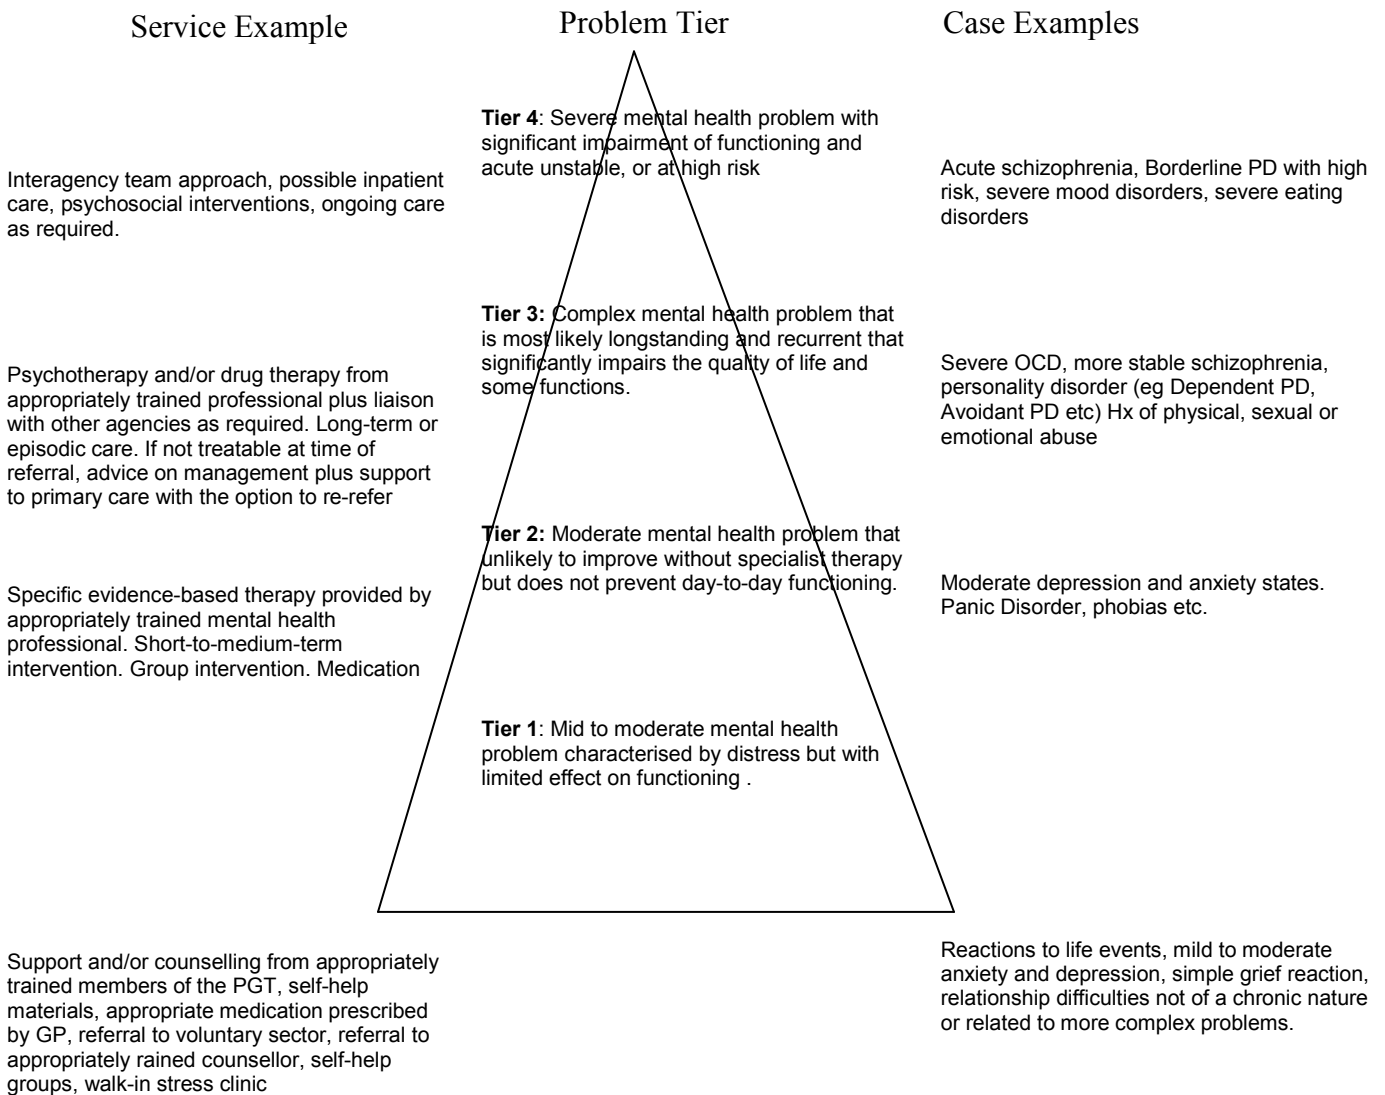 Service Example
Problem Tier
Case Examples
Tier 4: Severe mental health problem with
significant impairment of functioning and
acute unstable, or at high risk
Interagency team approach, possible inpatient
care, psychosocial interventions, ongoing care
as required.
Acute schizophrenia, Borderline PD with high
risk, severe mood disorders, severe eating
disorders
Tier 3: Complex mental health problem that
is most likely longstanding and recurrent that
significantly impairs the quality of life and
some functions.
Psychotherapy and/or drug therapy from
appropriately trained professional plus liaison
with other agencies as required. Long-term or
episodic care. If not treatable at time of
referral, advice on management plus support
to primary care with the option to re-refer
Severe OCD, more stable schizophrenia,
personality disorder (eg Dependent PD,
Avoidant PD etc) Hx of physical, sexual or
emotional abuse
Tier 2: Moderate mental health problem that
unlikely to improve without specialist therapy
but does not prevent day-to-day functioning.
Specific evidence-based therapy provided by
appropriately trained mental health
professional. Short-to-medium-term
intervention. Group intervention. Medication
Moderate depression and anxiety states.
Panic Disorder, phobias etc.
Tier 1: Mid to moderate mental health
problem characterised by distress but with
limited effect on functioning .
Support and/or counselling from appropriately
trained members of the PGT, self-help
materials, appropriate medication prescribed
by GP, referral to voluntary sector, referral to
appropriately rained counsellor, self-help
groups, walk-in stress clinic
Reactions to life events, mild to moderate
anxiety and depression, simple grief reaction,
relationship difficulties not of a chronic nature
or related to more complex problems.